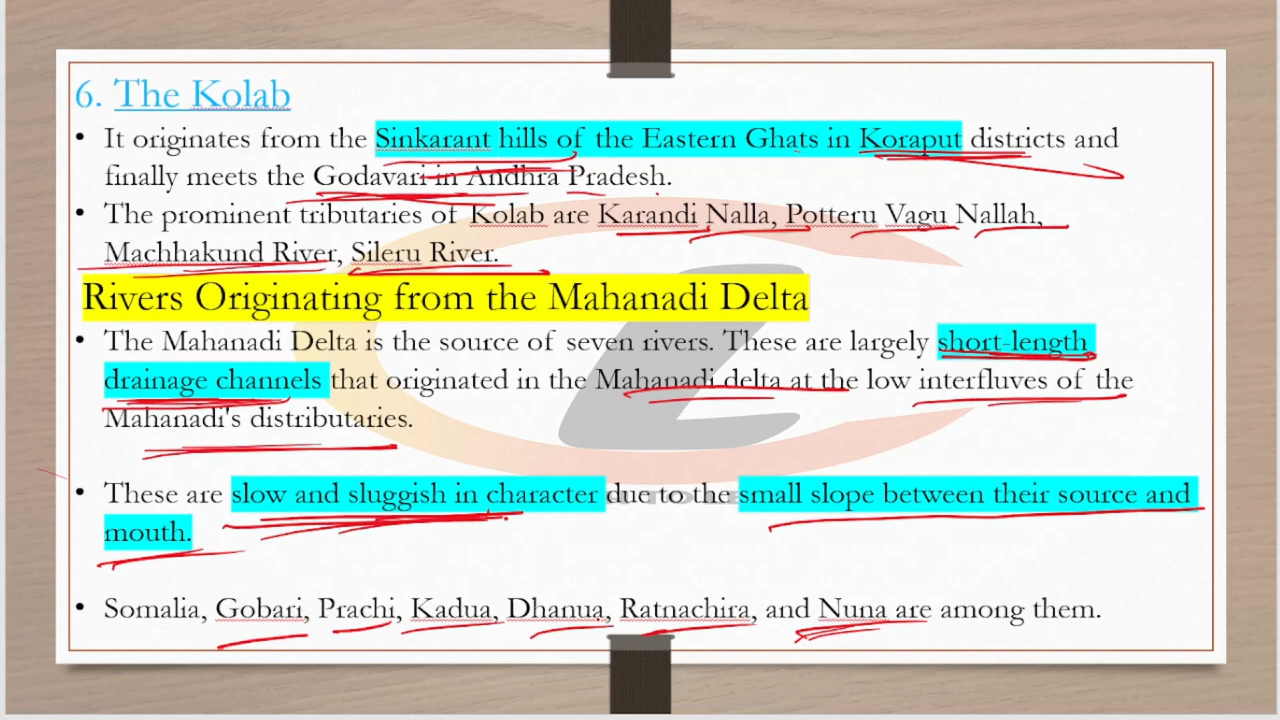 6. The Kolab
• It originates from the Sinkarant hills of the Eastern Ghats in Koraput districts and
finally meets the Godavari in Andhra Pradesh.
• The prominent tributaries of Kolab are Karandi Nalla, Potteru Vagu Nallah,
Machhakund River, Sileru River.
Rivers Originating from the Mahanadi Delta
• The Mahanadi Delta is the source of seven rivers. These are largely short-length
drainage channels that originated in the Mahanadi delta at the low interfluves of the
Mahanadi's distributaries.
• These are slow and sluggish in character due to the small slope between their source and
mouth.
• Somalia, Gobari, Prachi, Kadua, Dhanua, Ratnachira, and Nuna are among them.